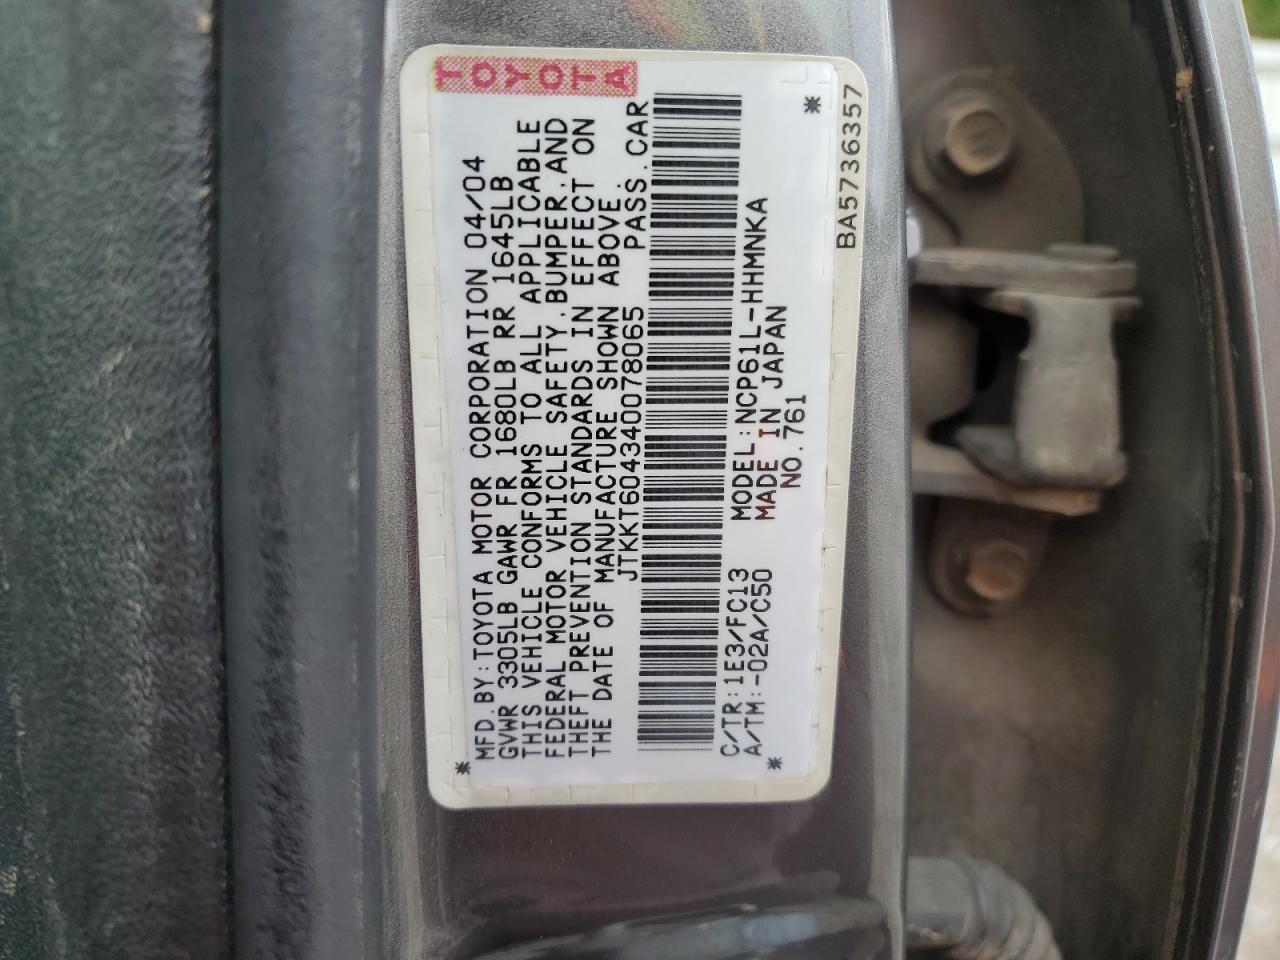 TOYOTA
MFD.BY:TOYOTA MOTOR CORPORATION 04/04
GVWR 3305LB GAWR FR 1680LB RR 1645LB
THIS VEHICLE CONFORMS TO ALL APPLICABLE
FEDERAL MOTOR VEHICLE SAFETY,BUMPER,AND
THEFT PREVENTION STANDARDS IN EFFECT ON
THE DATE OF MANUFACTURE SHOWN ABOVE.
JTKKT604340078065 PASS.CAR
C/TR:1E3/FC13 MODEL:NCP61L-HHMNKA
A/TM:-02A/C50 MADE IN JAPAN
NO.761
BA5736357